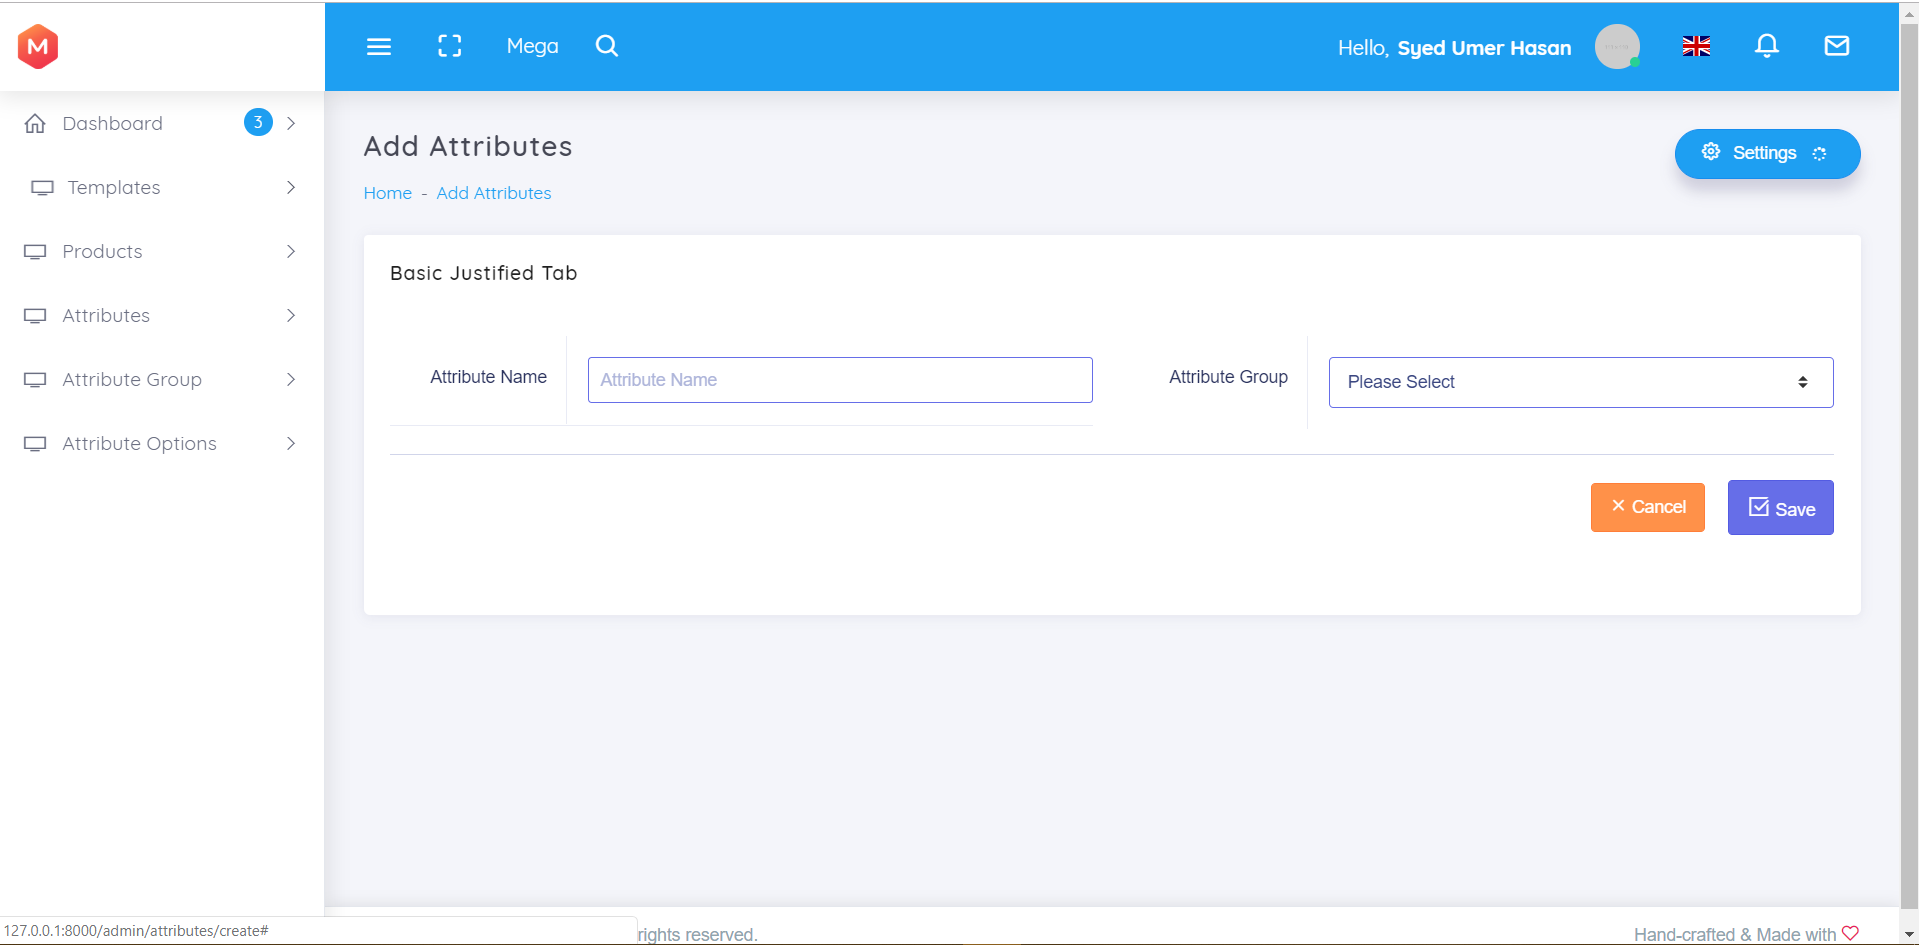 M
Mega
Hello, Syed Umer Hasan
Dashboard 3
Templates
Products
Attributes
Attribute Group
Attribute Options
Add Attributes
Home - Add Attributes
Settings
Basic Justified Tab
Attribute Name
Attribute Name
Attribute Group
Please Select
Cancel
Save
127.0.0.1:8000/admin/attributes/create#
rights reserved.
Hand-crafted & Made with